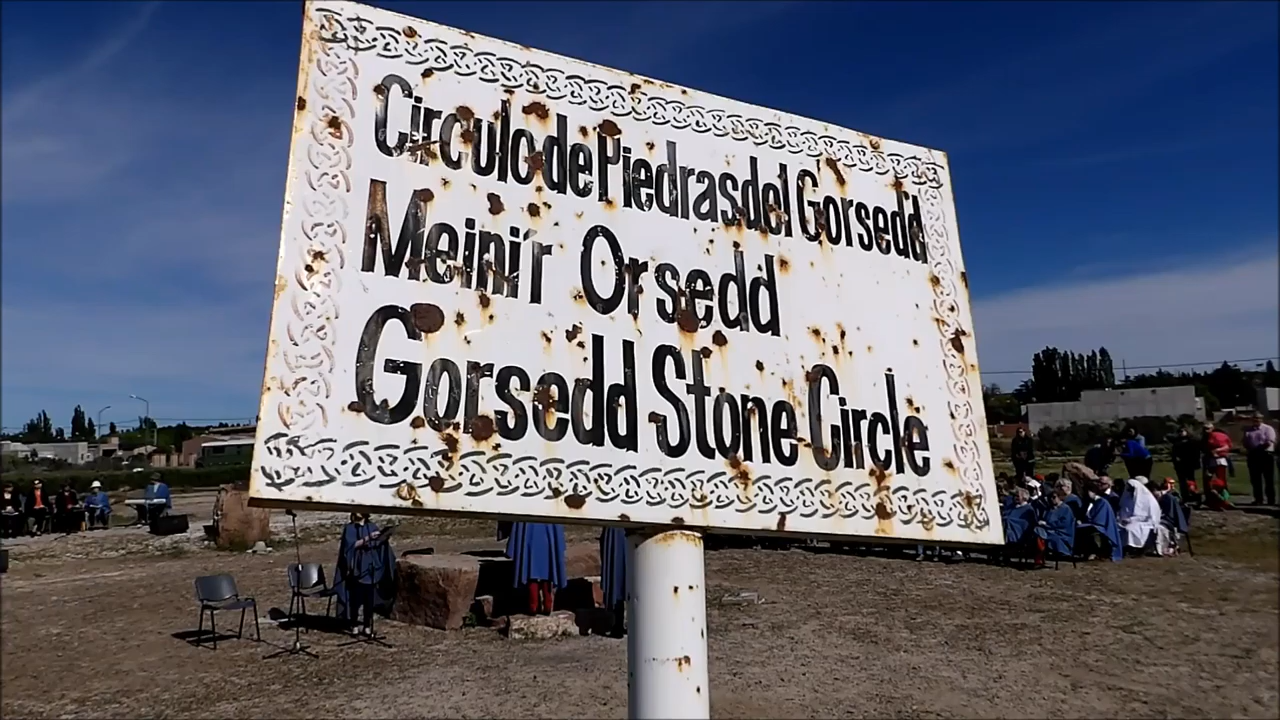 Circulo de Piedras del Gorsedd
Meini'r Orsedd
Gorsedd Stone Circle